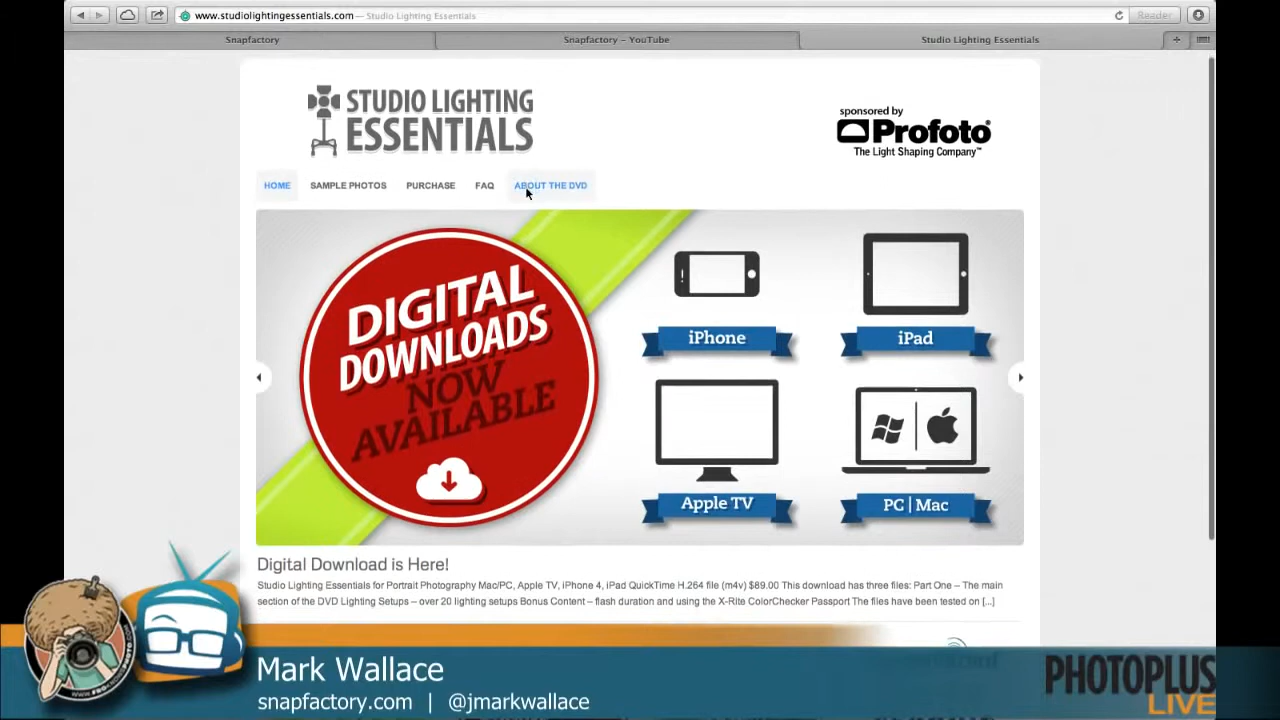 www.studiolightingessentials.com — Studio Lighting Essentials
Reader
Snapfactory
Snapfactory – YouTube
Studio Lighting Essentials
STUDIO LIGHTING
ESSENTIALS
sponsored by
Profoto®
The Light Shaping Company™
HOME
SAMPLE PHOTOS
PURCHASE
FAQ
ABOUT THE DVD
DIGITAL
DOWNLOADS
NOW
AVAILABLE
iPhone
iPad
Apple TV
PC | Mac
Digital Download is Here!
Studio Lighting Essentials for Portrait Photography Mac/PC, Apple TV, iPhone 4, iPad QuickTime H.264 file (m4v) $89.00 This download has three files: Part One – The main
section of the DVD Lighting Setups – over 20 lighting setups Bonus Content – flash duration and using the X-Rite ColorChecker Passport The files have been tested on [...]
Mark Wallace
snapfactory.com | @jmarkwallace
PHOTOPLUS
LIVE